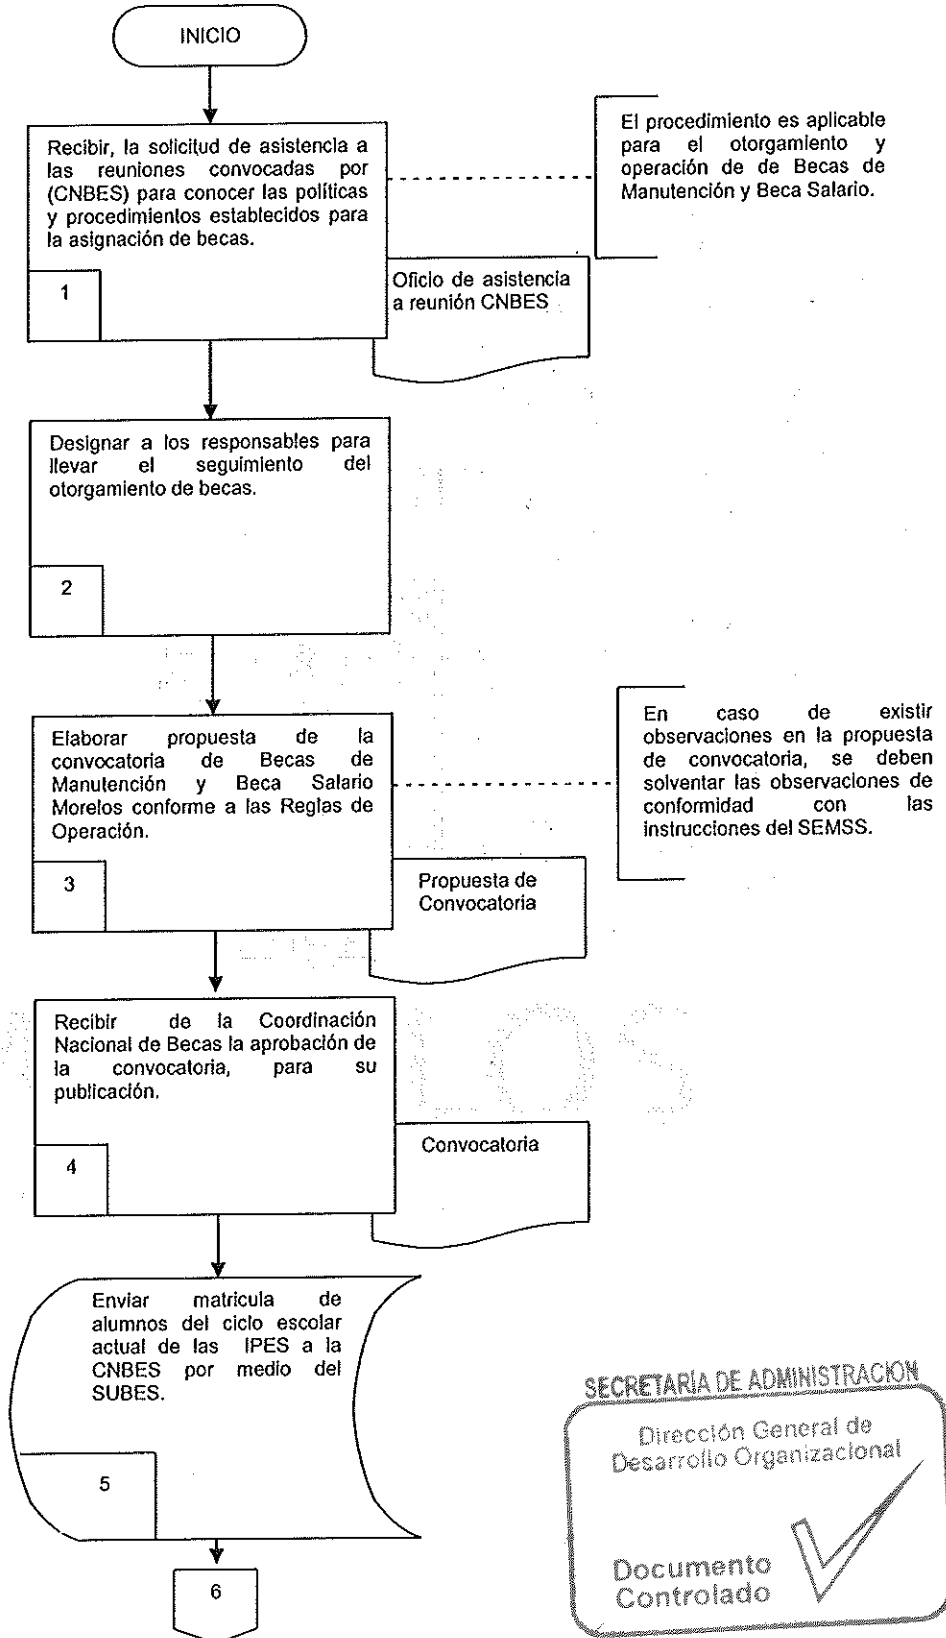 INICIO
Recibir, la solicitud de asistencia a
las reuniones convocadas por
(CNBES) para conocer las políticas
y procedimientos establecidos para
la asignación de becas.
1
El procedimiento es aplicable
para el otorgamiento y
operación de de Becas de
Manutención y Beca Salario.
Oficio de asistencia
a reunión CNBES
Designar a los responsables para
llevar el seguimiento del
otorgamiento de becas.
2
Elaborar propuesta de la
convocatoria de Becas de
Manutención y Beca Salario
Morelos conforme a las Reglas de
Operación.
3
En caso de existir
observaciones en la propuesta
de convocatoria, se deben
solventar las observaciones de
conformidad con las
instrucciones del SEMSS.
Propuesta de
Convocatoria
Recibir de la Coordinación
Nacional de Becas la aprobación de
la convocatoria, para su
publicación.
4
Convocatoria
Enviar matricula de
alumnos del ciclo escolar
actual de las IPES a la
CNBES por medio del
SUBES.
5
6
SECRETARÍA DE ADMINISTRACIÓN
Dirección General de
Desarrollo Organizacional
Documento
Controlado